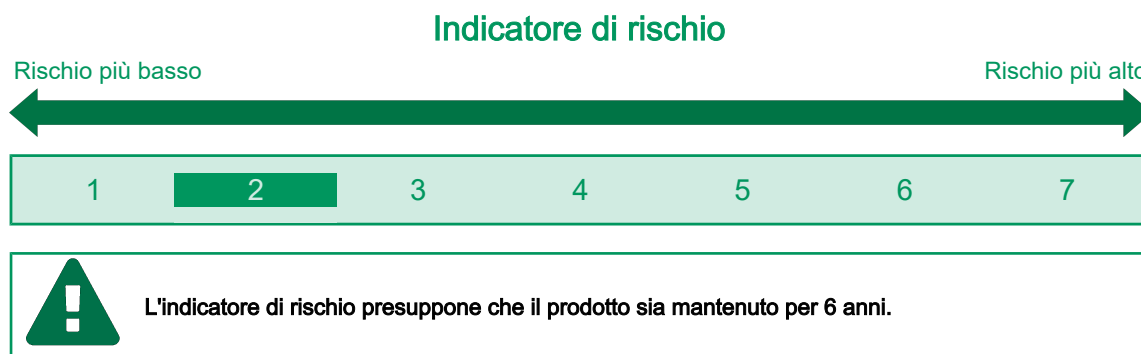 Indicatore di rischio
Rischio più basso
Rischio più alto
1 2 3 4 5 6 7
L'indicatore di rischio presuppone che il prodotto sia mantenuto per 6 anni.